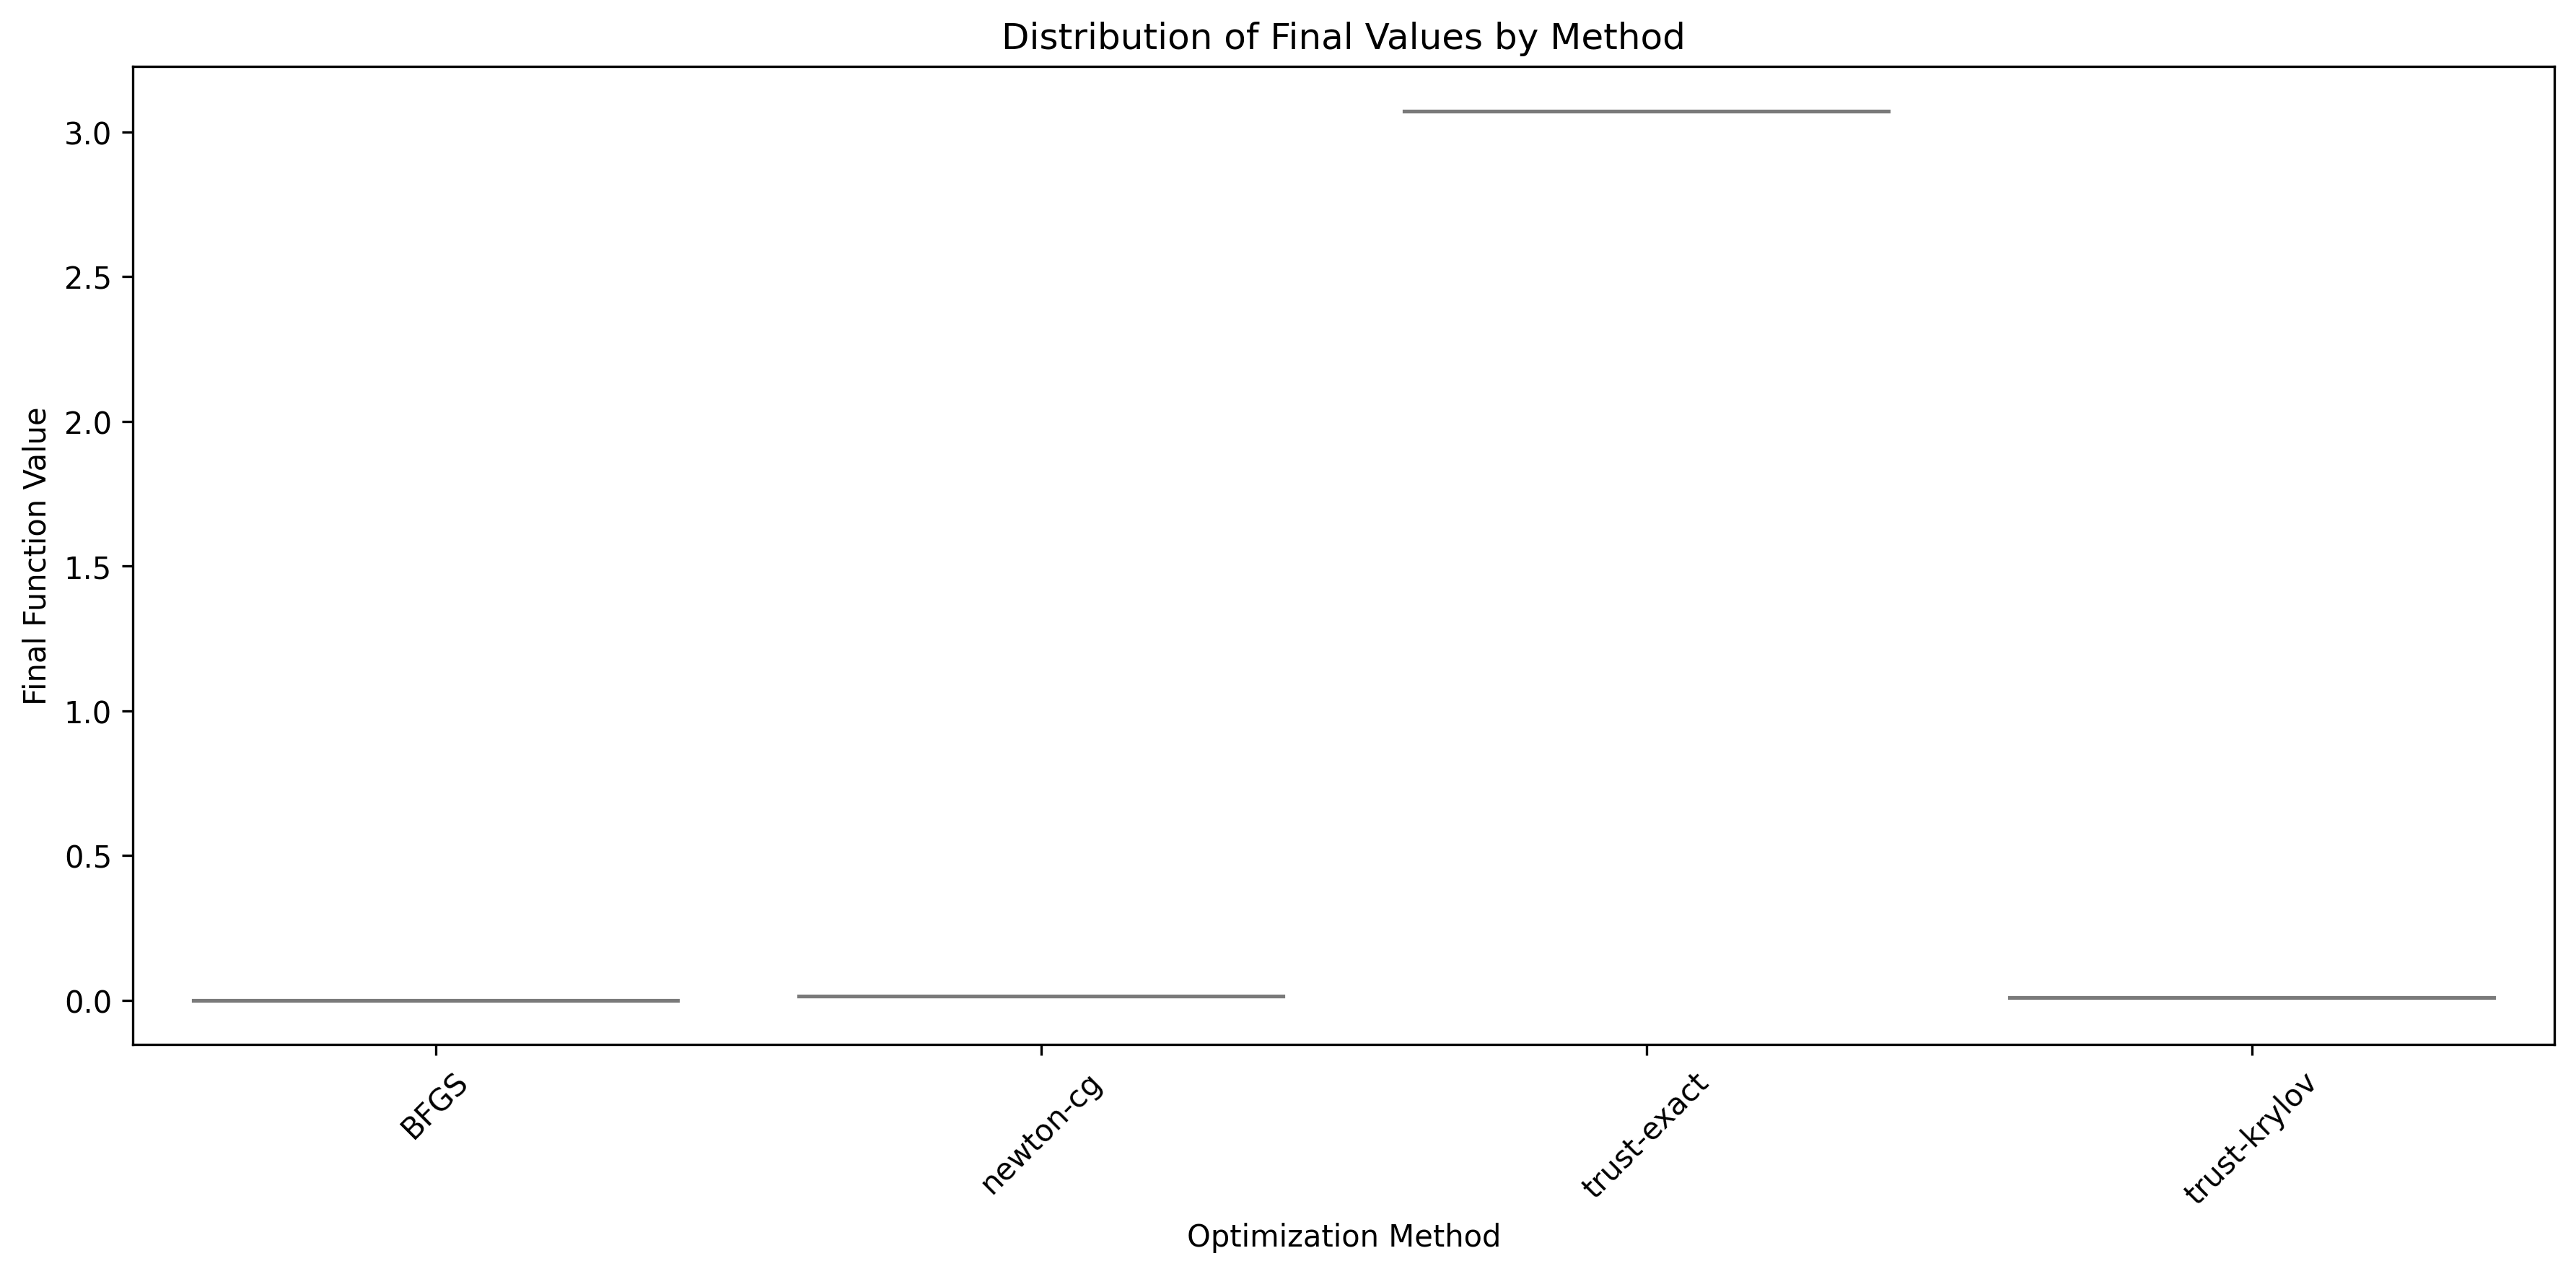 Distribution of Final Values by Method
Final Function Value
3.0
2.5
2.0
1.5
1.0
0.5
0.0
BFGS
newton-cg
trust-exact
trust-krylov
Optimization Method